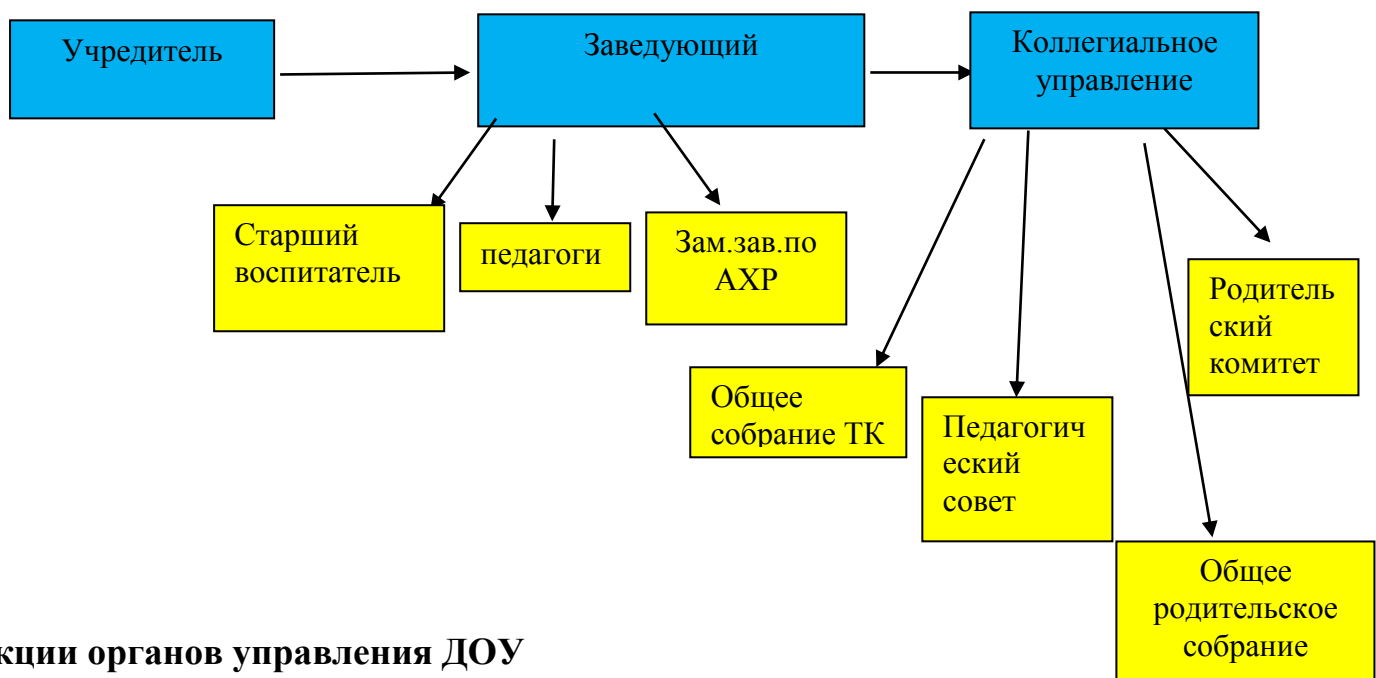 Учредитель
Заведующий
Коллегиальное
управление
Старший
воспитатель
педагоги
Зам.зав.по
АХР
Родитель
ский
комитет
Общее
собрание ТК
Педагогич
еский
совет
Общее
родительское
собрание
кции органов управления ДОУ